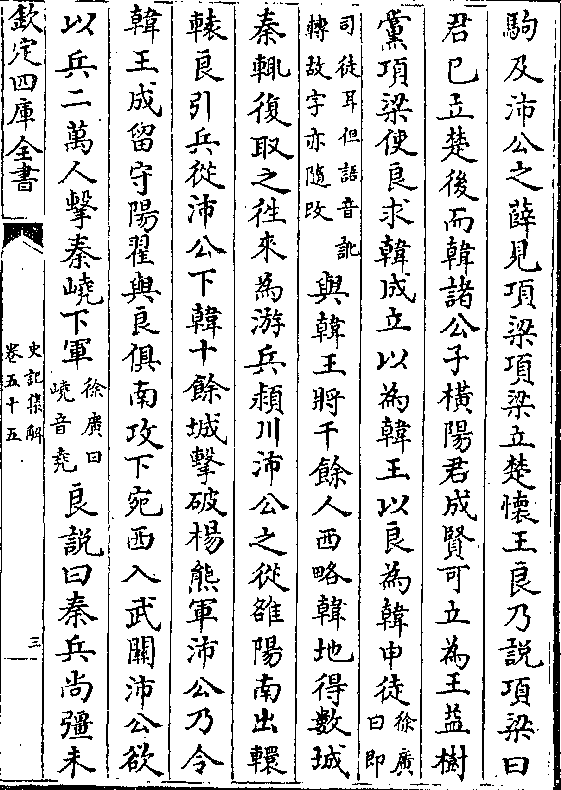 駒及沛公之薛見項梁項梁立楚懷王良乃說項梁曰
君已立楚後而韓諸公子橫陽君成賢可立為王益樹
黨項梁使良求韓成立以為韓王以良為韓申徒徐廣曰即
司徒耳但語音訛轉故字亦隨改與韓王將千餘人西略韓地得數城
秦輒復取之徃來為游兵潁川沛公之從雒陽南出轘
轅良引兵從沛公下韓十餘城擊破楊熊軍沛公乃令
韓王成留守陽翟與良俱南攻下宛西入武關沛公欲
以兵二萬人擊秦嶢下軍徐廣曰嶢音堯良說曰秦兵尚彊未
欽定四庫全書
史記集解
卷五十五
三